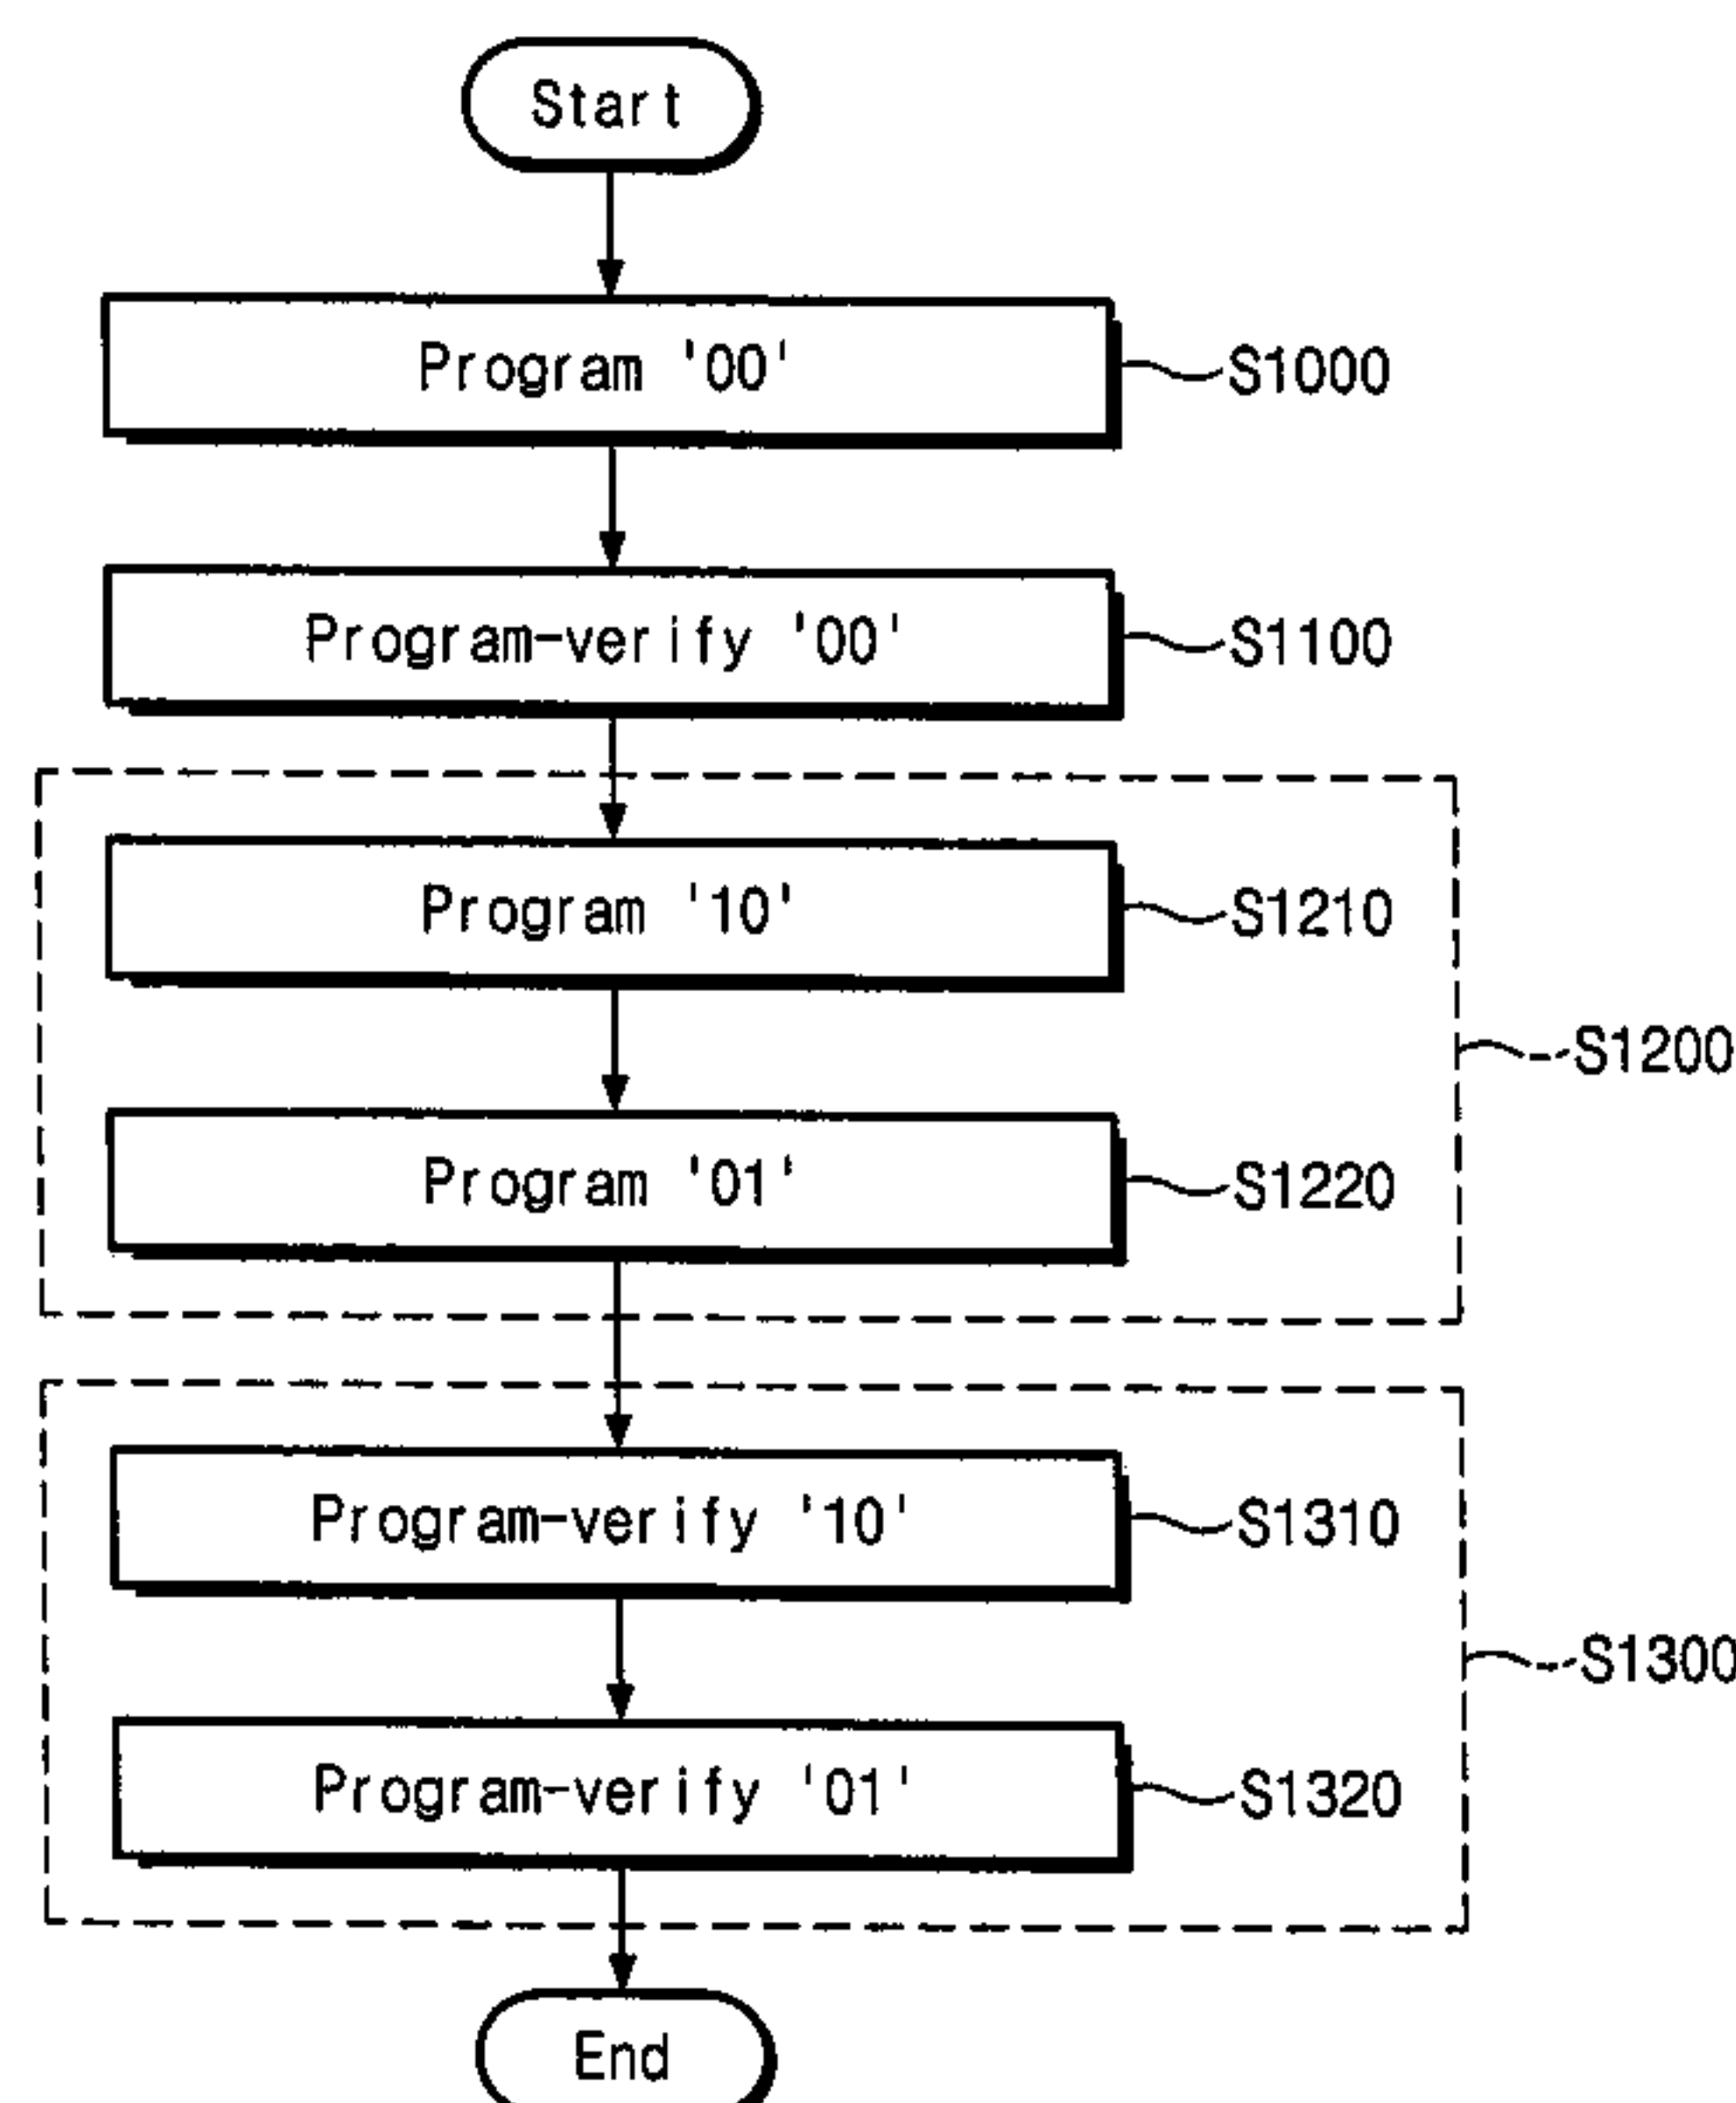 Start
Program '00'
S1000
Program-verify '00'
S1100
Program '10'
S1210
S1200
Program '01'
S1220
Program-verify '10'
S1310
S1300
Program-verify '01'
S1320
End